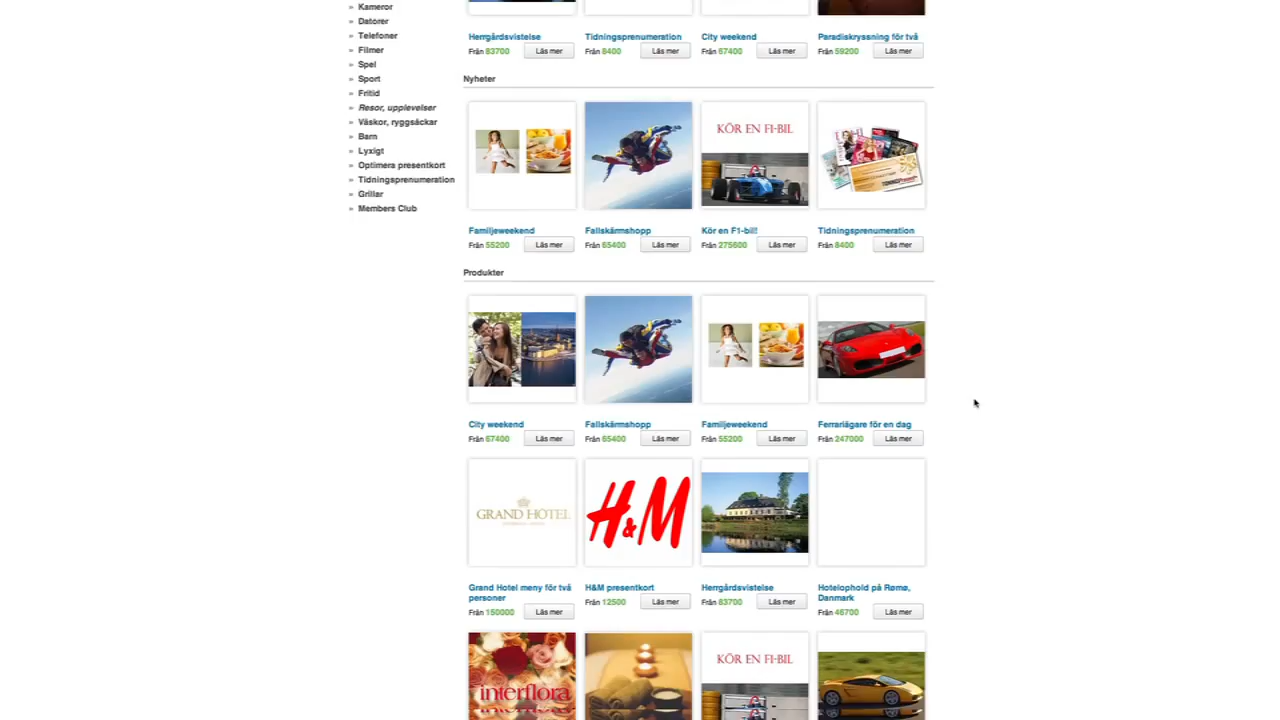 Kameror
Datorer
Telefoner
Filmer
Spel
Sport
Fritid
Resor, upplevelser
Väskor, ryggsäckar
Barn
Lyxigt
Optimera presentkort
Tidningsprenumeration
Grillar
Members Club
Herrgårdsvistelse
Från 83700 Läs mer
Tidningsprenumeration
Från 8400 Läs mer
City weekend
Från 67400 Läs mer
Paradiskryssning för två
Från 59200 Läs mer
Nyheter
KÖR EN F1-BIL
Familjeweekend
Från 55200 Läs mer
Fallskärmshopp
Från 65400 Läs mer
Kör en F1-bil!
Från 275600 Läs mer
Tidningsprenumeration
Från 8400 Läs mer
Produkter
City weekend
Från 67400 Läs mer
Fallskärmshopp
Från 65400 Läs mer
Familjeweekend
Från 55200 Läs mer
Ferrariägare för en dag
Från 247000 Läs mer
GRAND HÔTEL
H&M
Grand Hotel meny för två
personer
Från 150000 Läs mer
H&M presentkort
Från 12500 Läs mer
Herrgårdsvistelse
Från 83700 Läs mer
Hotelophold på Rømø,
Danmark
Från 46700 Läs mer
interflora
KÖR EN F1-BIL